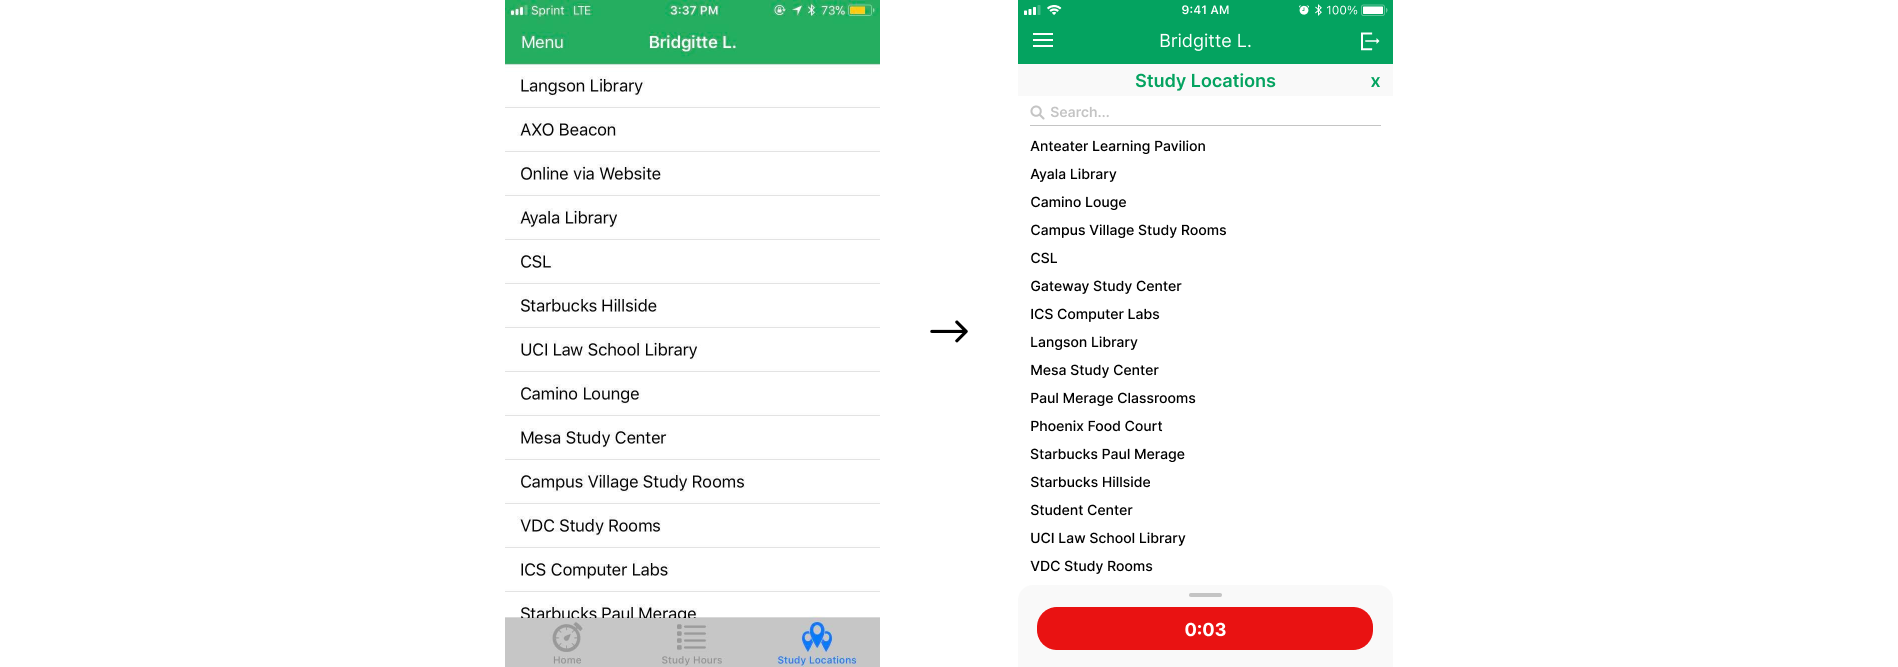 Sprint LTE 3:37 PM 73%
Menu Bridgitte L.
Langson Library
AXO Beacon
Online via Website
Ayala Library
CSL
Starbucks Hillside
UCI Law School Library
Camino Lounge
Mesa Study Center
Campus Village Study Rooms
VDC Study Rooms
ICS Computer Labs
Starbucks Paul Merage
Home Study Hours Study Locations
9:41 AM 100%
Bridgitte L.
Study Locations x
Search...
Anteater Learning Pavilion
Ayala Library
Camino Louge
Campus Village Study Rooms
CSL
Gateway Study Center
ICS Computer Labs
Langson Library
Mesa Study Center
Paul Merage Classrooms
Phoenix Food Court
Starbucks Paul Merage
Starbucks Hillside
Student Center
UCI Law School Library
VDC Study Rooms
0:03